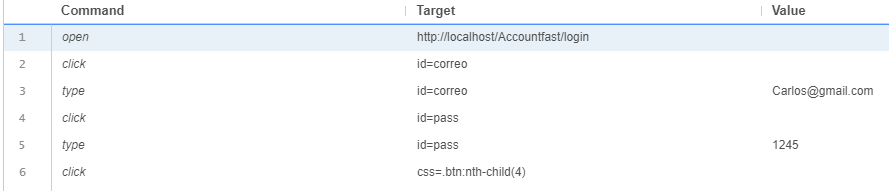 Command Target Value
1 open http://localhost/Accountfast/login
2 click id=correo
3 type id=correo Carlos@gmail.com
4 click id=pass
5 type id=pass 1245
6 click css=.btn:nth-child(4)